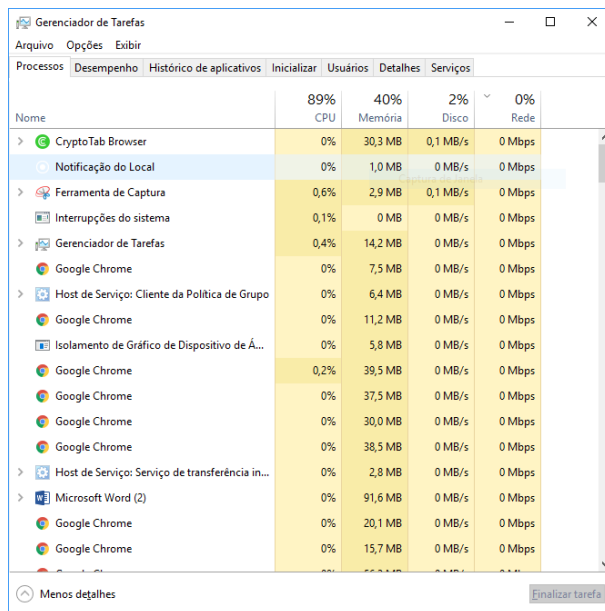 Gerenciador de Tarefas
Arquivo Opções Exibir
Processos Desempenho Histórico de aplicativos Inicializar Usuários Detalhes Serviços
89% 40% 2% 0%
Nome CPU Memória Disco Rede
CryptoTab Browser 0% 30,3 MB 0,1 MB/s 0 Mbps
Notificação do Local 0% 1,0 MB 0 MB/s 0 Mbps
Captura de Janela
Ferramenta de Captura 0,6% 2,9 MB 0,1 MB/s 0 Mbps
Interrupções do sistema 0,1% 0 MB 0 MB/s 0 Mbps
Gerenciador de Tarefas 0,4% 14,2 MB 0 MB/s 0 Mbps
Google Chrome 0% 7,5 MB 0 MB/s 0 Mbps
Host de Serviço: Cliente da Política de Grupo 0% 6,4 MB 0 MB/s 0 Mbps
Google Chrome 0% 11,2 MB 0 MB/s 0 Mbps
Isolamento de Gráfico de Dispositivo de Á... 0% 5,8 MB 0 MB/s 0 Mbps
Google Chrome 0,2% 39,5 MB 0 MB/s 0 Mbps
Google Chrome 0% 37,5 MB 0 MB/s 0 Mbps
Google Chrome 0% 30,0 MB 0 MB/s 0 Mbps
Google Chrome 0% 38,5 MB 0 MB/s 0 Mbps
Host de Serviço: Serviço de transferência in... 0% 2,8 MB 0 MB/s 0 Mbps
Microsoft Word (2) 0% 91,6 MB 0 MB/s 0 Mbps
Google Chrome 0% 20,1 MB 0 MB/s 0 Mbps
Google Chrome 0% 15,7 MB 0 MB/s 0 Mbps
Menos detalhes Finalizar tarefa